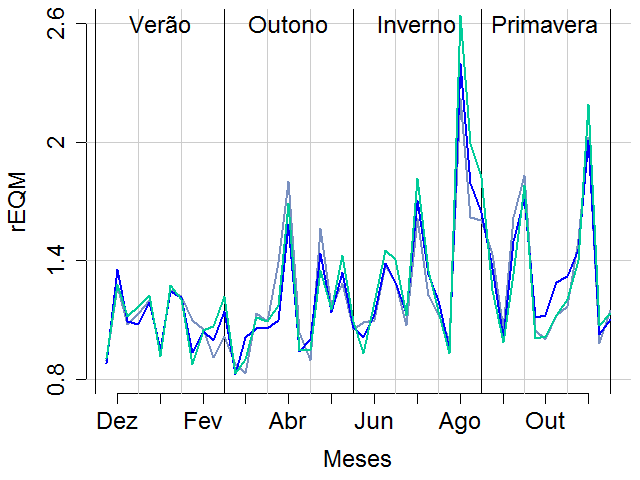 Verão Outono Inverno Primavera
2.6
2
1.4
0.8
rEQM
Dez Fev Abr Jun Ago Out
Meses